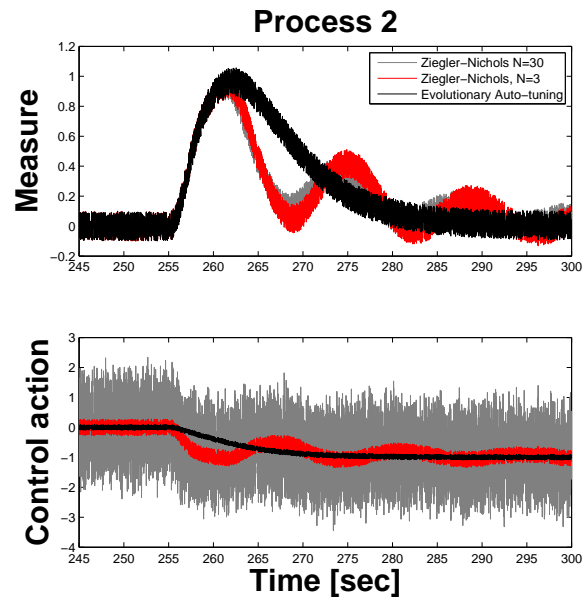 Process 2
Measure
1.2
1
0.8
0.6
0.4
0.2
0
−0.2
Ziegler−Nichols N=30
Ziegler−Nichols, N=3
Evolutionary Auto−tuning
245 250 255 260 265 270 275 280 285 290 295 300
Control action
3
2
1
0
−1
−2
−3
−4
245 250 255 260 265 270 275 280 285 290 295 300
Time [sec]